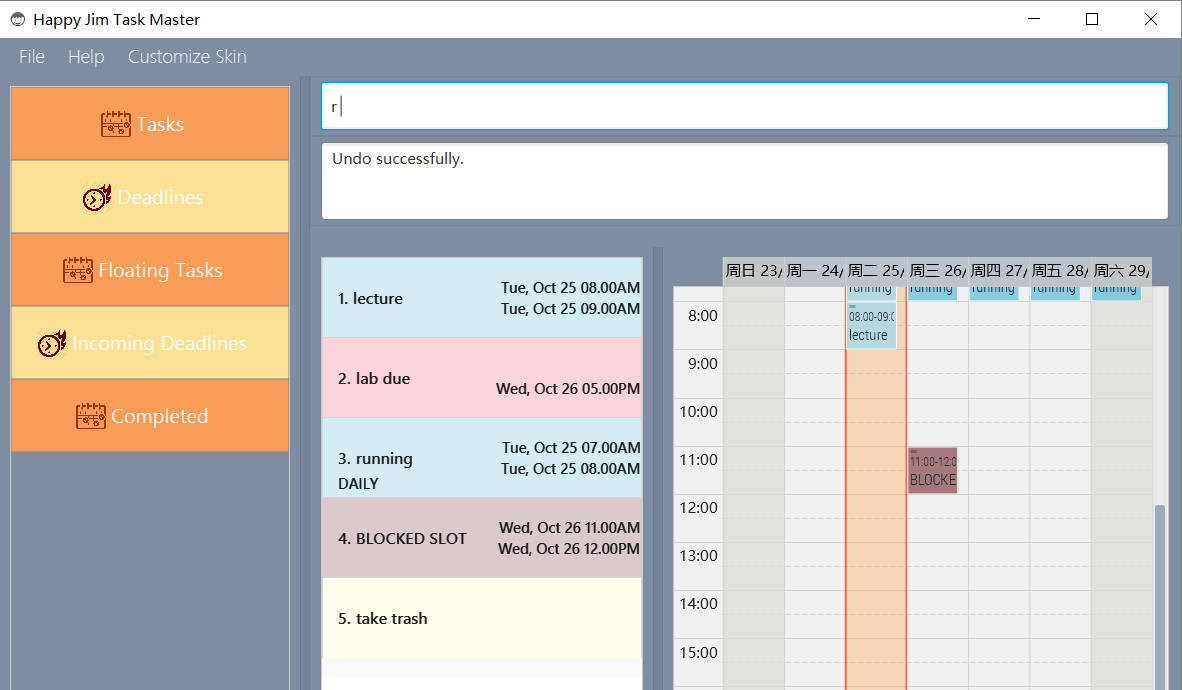 Happy Jim Task Master
File Help Customize Skin
Tasks
Deadlines
Floating Tasks
Incoming Deadlines
Completed
r
Undo successfully.
1. lecture
Tue, Oct 25 08.00AM
Tue, Oct 25 09.00AM
2. lab due
Wed, Oct 26 05.00PM
3. running
DAILY
Tue, Oct 25 07.00AM
Tue, Oct 25 08.00AM
4. BLOCKED SLOT
Wed, Oct 26 11.00AM
Wed, Oct 26 12.00PM
5. take trash
周日 23/ 周一 24/ 周二 25/ 周三 26/ 周四 27/ 周五 28/ 周六 29/
running running running running running
8:00
08:00-09:0
lecture
9:00
10:00
11:00
11:00-12:0
BLOCKE
12:00
13:00
14:00
15:00